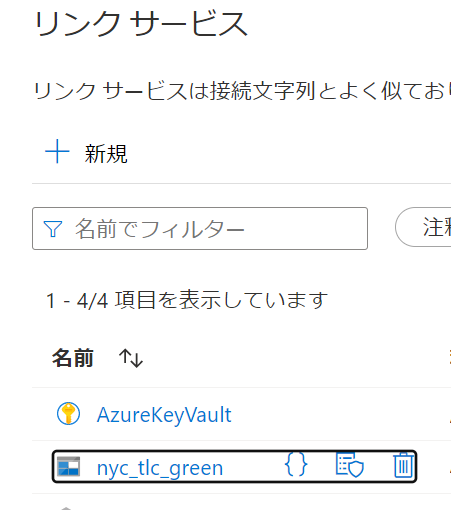 リンク サービス
リンク サービスは接続文字列とよく似ており
新規
名前でフィルター
注釈
1 - 4/4 項目を表示しています
名前
AzureKeyVault
nyc_tlc_green